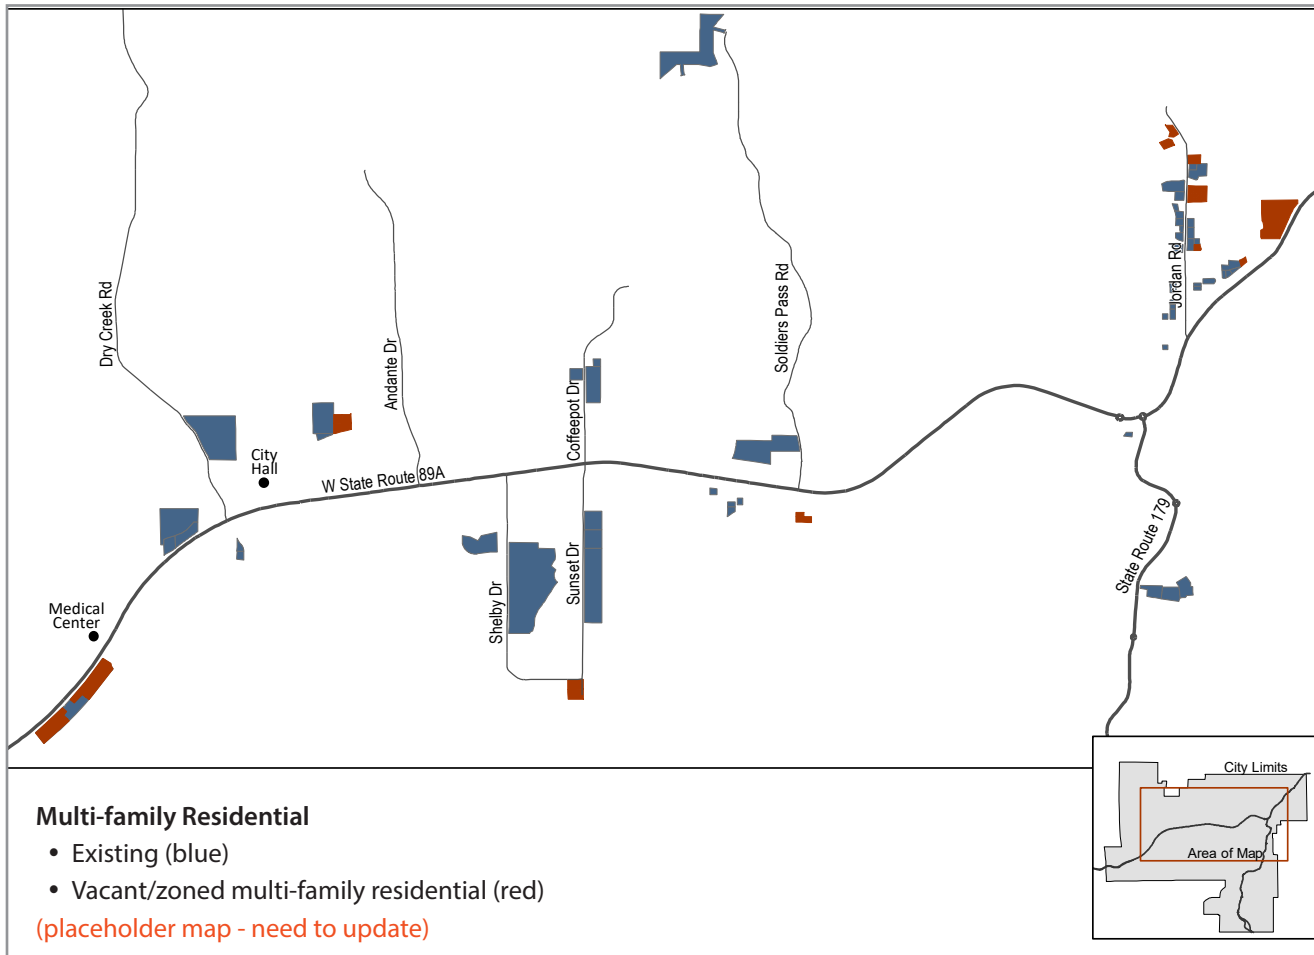 Dry Creek Rd
Andante Dr
Coffeepot Dr
Soldiers Pass Rd
Jordan Rd
City
Hall
W State Route 89A
Medical
Center
Shelby Dr
Sunset Dr
State Route 179
City Limits
Area of Map
Multi-family Residential
• Existing (blue)
• Vacant/zoned multi-family residential (red)
(placeholder map - need to update)